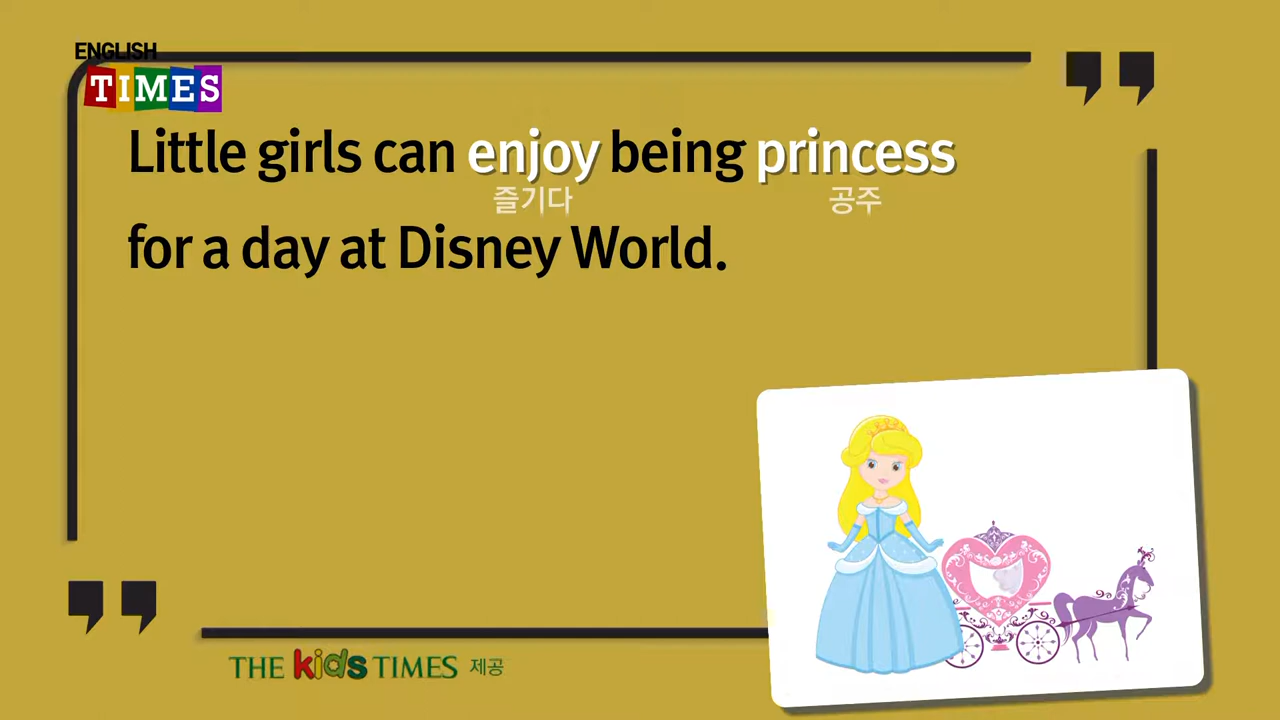 ENGLISH
TIMES
Little girls can enjoy being princess
즐기다 공주
for a day at Disney World.
THE kids TIMES 제공